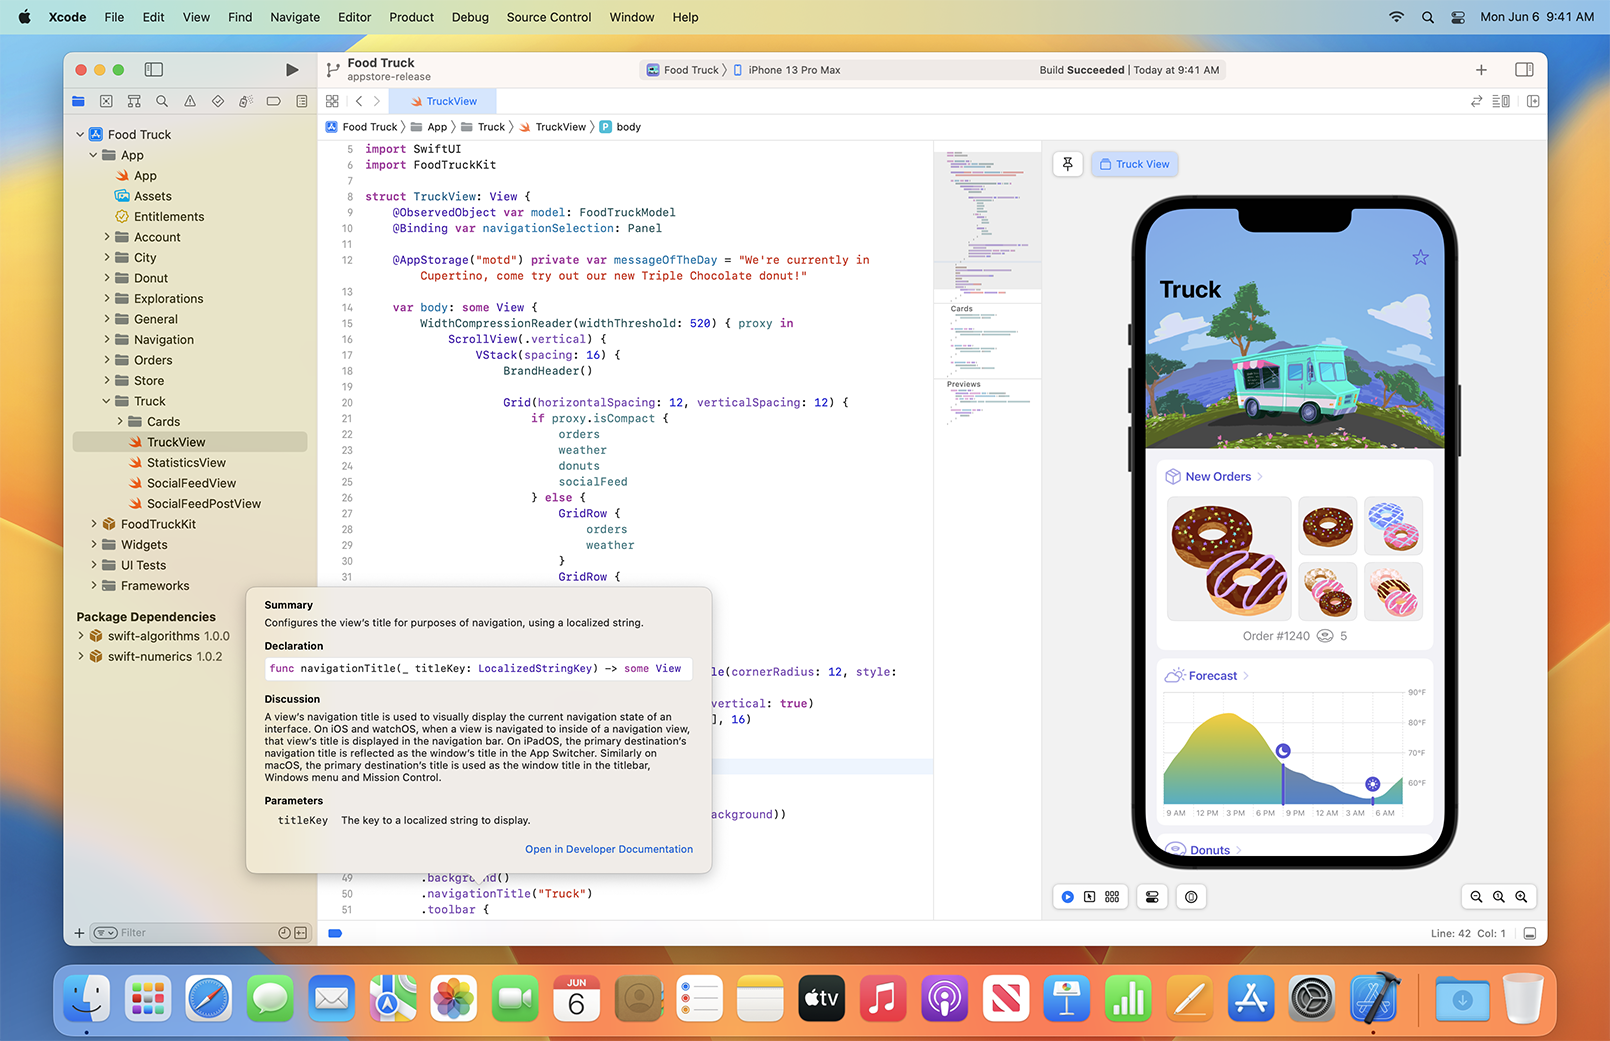 Xcode File Edit View Find Navigate Editor Product Debug Source Control Window Help
Mon Jun 6 9:41 AM
Food Truck
appstore-release
Food Truck
iPhone 13 Pro Max
Build Succeeded | Today at 9:41 AM
TruckView
Food Truck App Truck TruckView P body
Food Truck
App
App
Assets
Entitlements
Account
City
Donut
Explorations
General
Navigation
Orders
Store
Truck
Cards
TruckView
StatisticsView
SocialFeedView
SocialFeedPostView
FoodTruckKit
Widgets
UI Tests
Frameworks
Package Dependencies
swift-algorithms 1.0.0
swift-numerics 1.0.2
Filter
5 import SwiftUI
6 import FoodTruckKit
7
8 struct TruckView: View {
9 @ObservedObject var model: FoodTruckModel
10 @Binding var navigationSelection: Panel
11
12 @AppStorage("motd") private var messageOfTheDay = "We're currently in
Cupertino, come try out our new Triple Chocolate donut!"
13
14 var body: some View {
15 WidthCompressionReader(widthThreshold: 520) { proxy in
16 ScrollView(.vertical) {
17 VStack(spacing: 16) {
18 BrandHeader()
19
20 Grid(horizontalSpacing: 12, verticalSpacing: 12) {
21 if proxy.isCompact {
22 orders
23 weather
24 donuts
25 socialFeed
26 } else {
27 GridRow {
28 orders
29 weather
30 }
31 GridRow {
le(cornerRadius: 12, style:
vertical: true)
], 16)
ackground))
49 .background()
50 .navigationTitle("Truck")
51 .toolbar {
Summary
Configures the view's title for purposes of navigation, using a localized string.
Declaration
func navigationTitle(_ titleKey: LocalizedStringKey) -> some View
Discussion
A view's navigation title is used to visually display the current navigation state of an
interface. On iOS and watchOS, when a view is navigated to inside of a navigation view,
that view's title is displayed in the navigation bar. On iPadOS, the primary destination's
navigation title is reflected as the window's title in the App Switcher. Similarly on
macOS, the primary destination's title is used as the window title in the titlebar,
Windows menu and Mission Control.
Parameters
titleKey The key to a localized string to display.
Open in Developer Documentation
Cards
Previews
Truck View
Truck
New Orders
Order #1240 5
Forecast
90°F
80°F
70°F
60°F
9 AM 12 PM 3 PM 6 PM 9 PM 12 AM 3 AM 6 AM
Donuts
Line: 42 Col: 1
JUN
6
tv